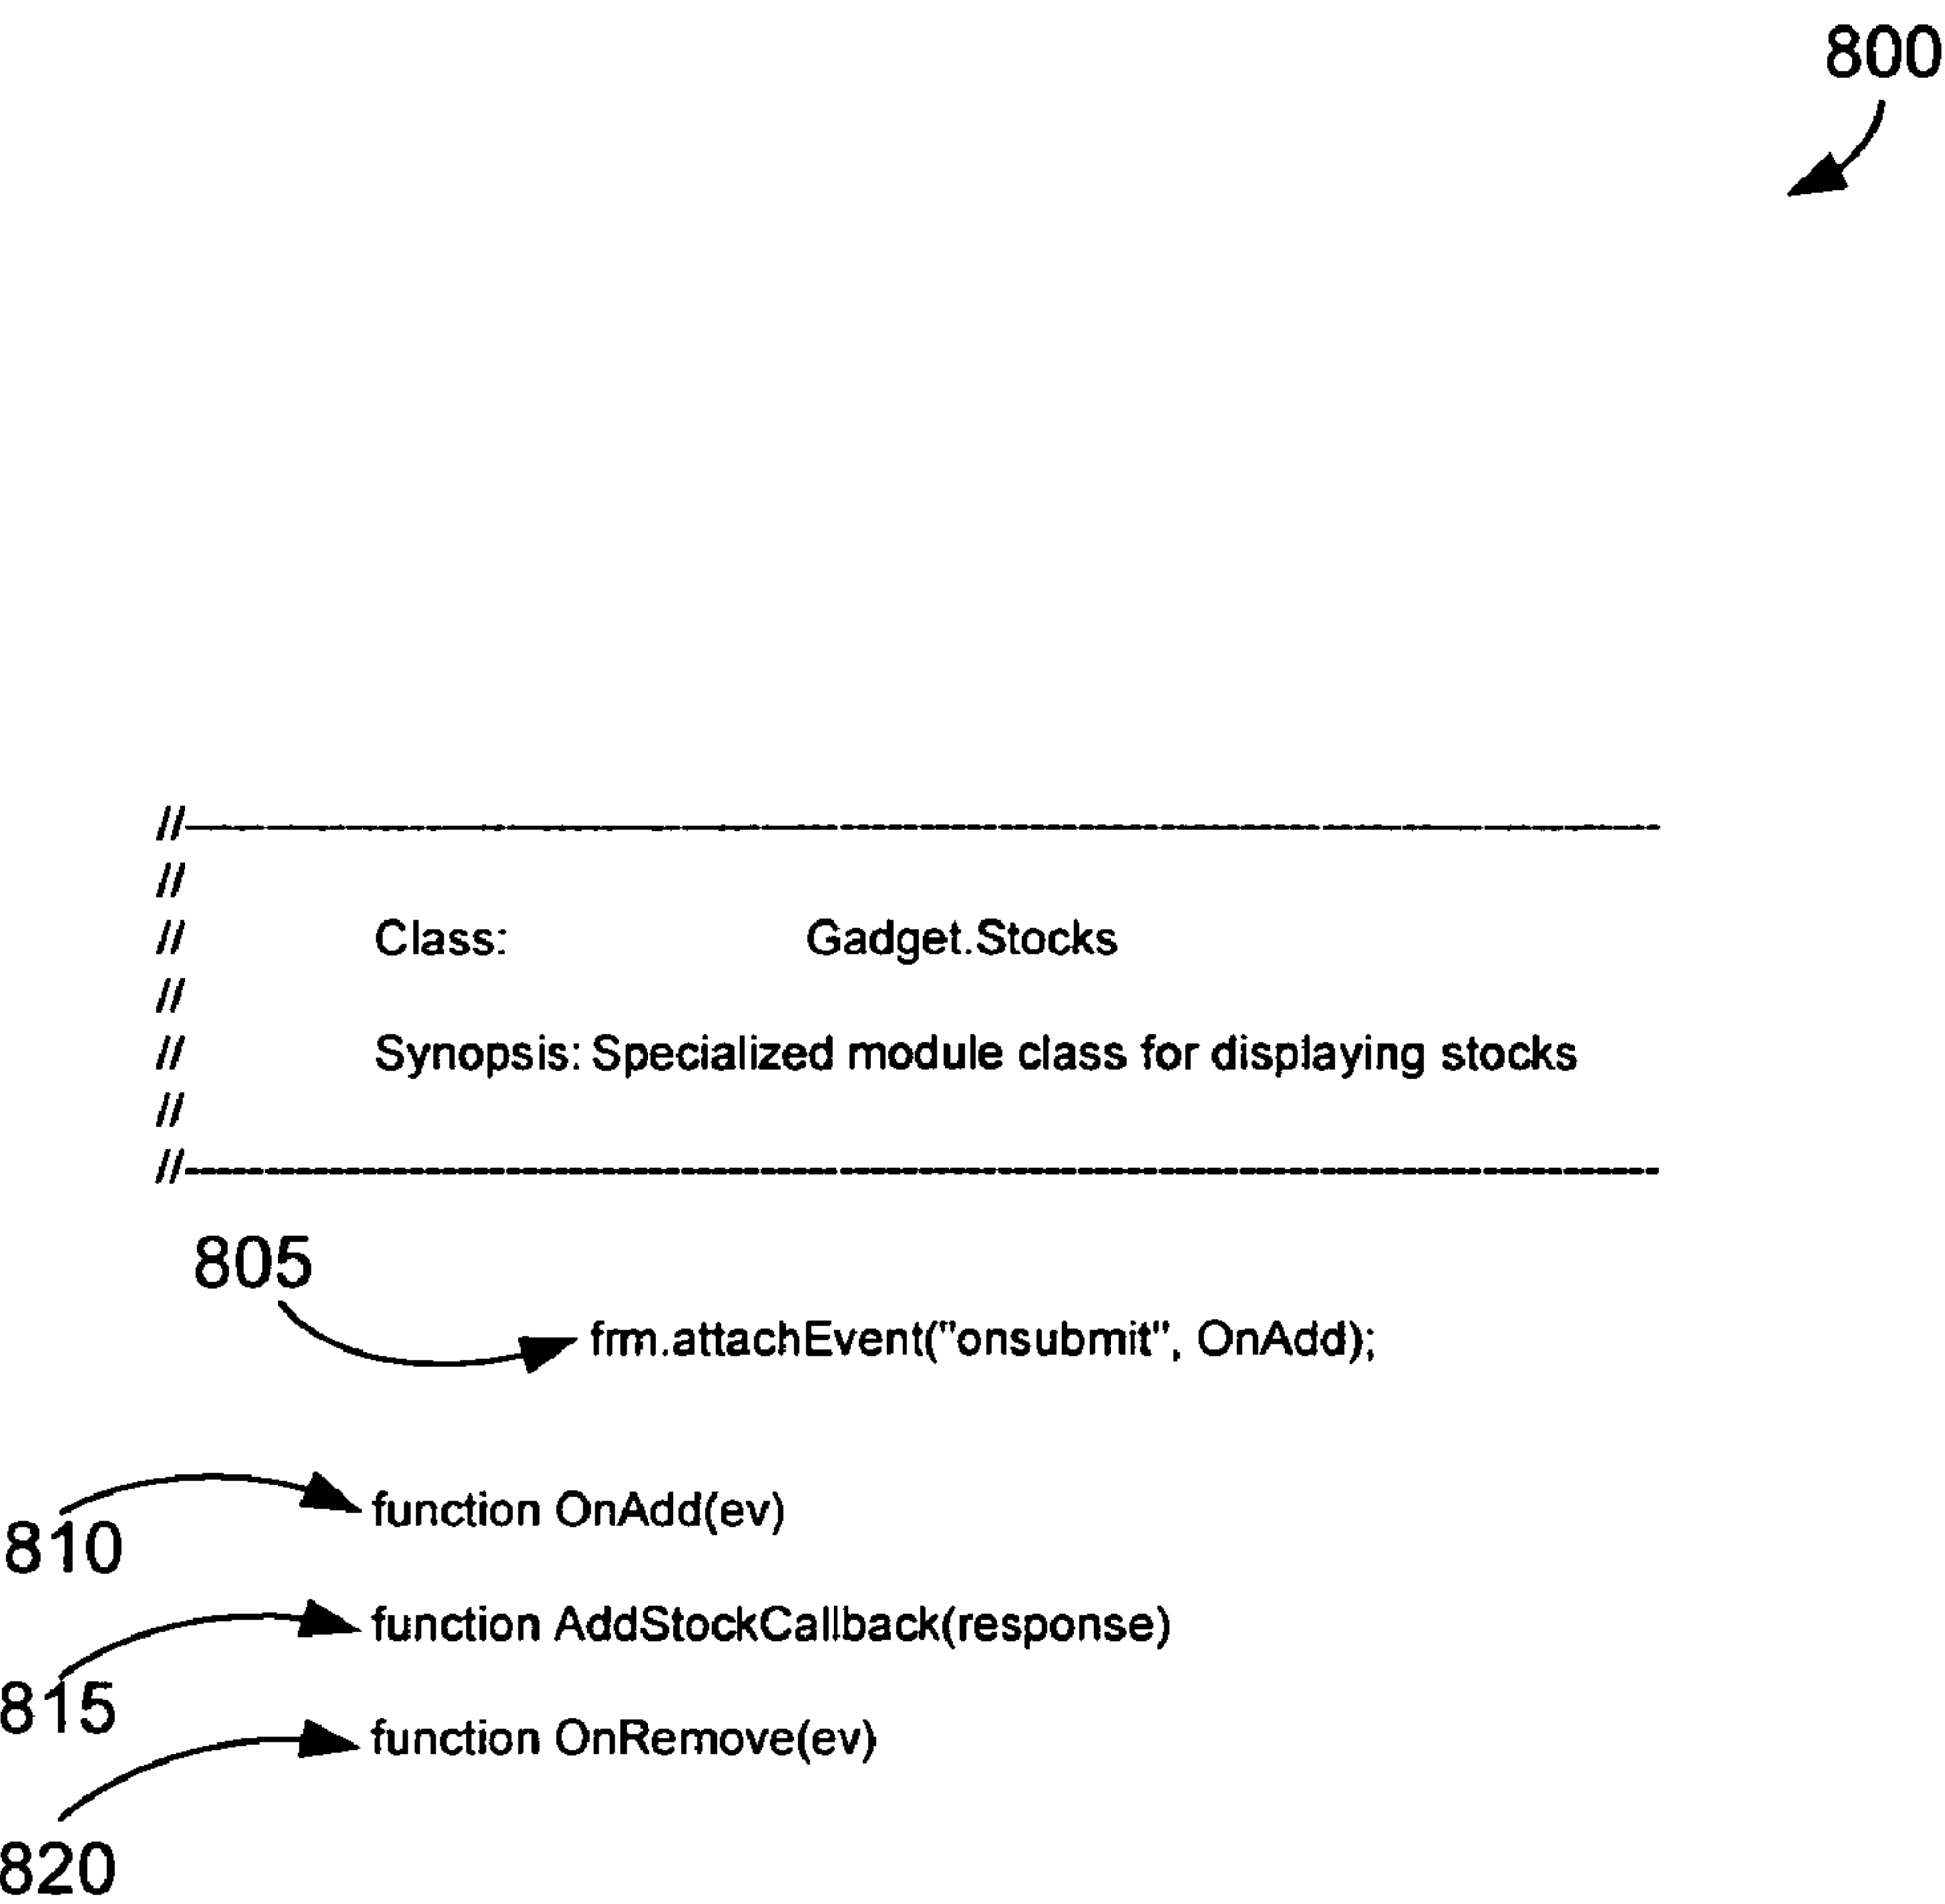 800
//--------------------------------------------------------------------------------
//
// Class: Gadget.Stocks
//
// Synopsis: Specialized module class for displaying stocks
//
//--------------------------------------------------------------------------------
805
frm.attachEvent("onsubmit", OnAdd);
function OnAdd(ev)
810
function AddStockCallback(response)
815
function OnRemove(ev)
820